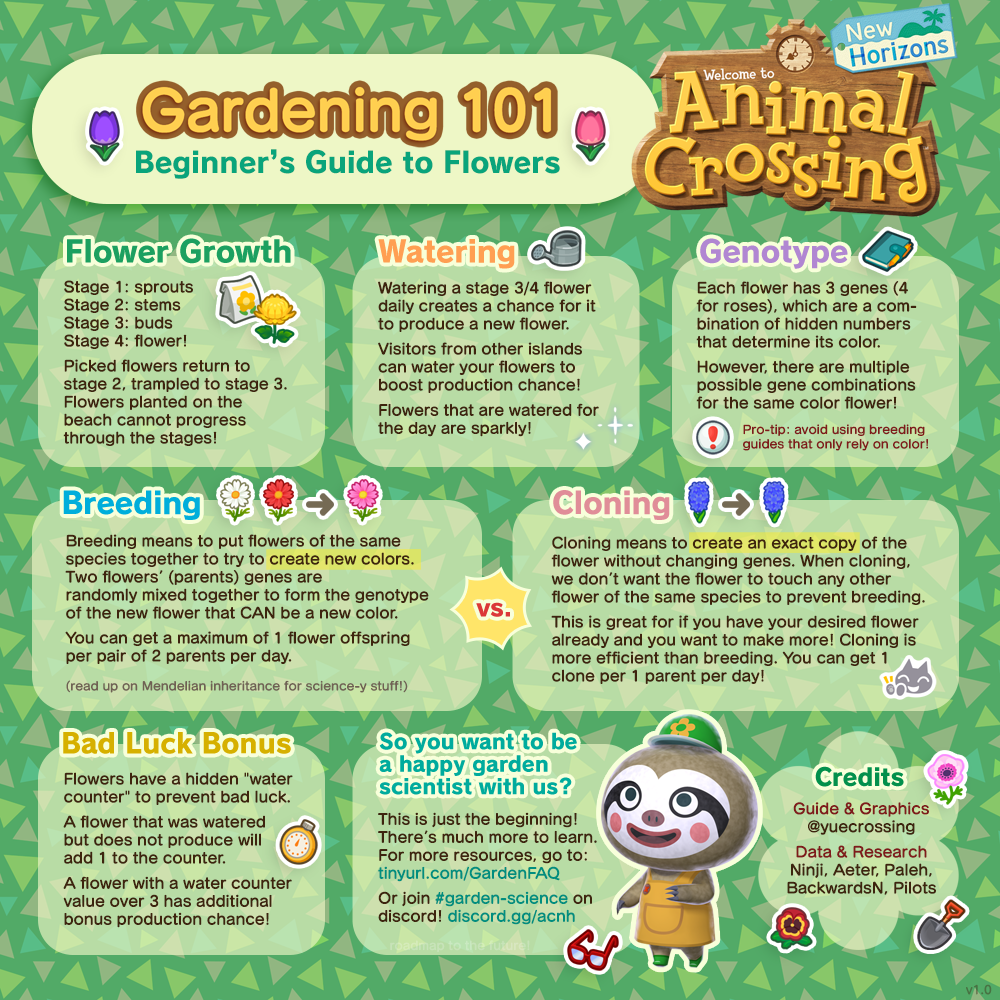 Gardening 101
Beginner's Guide to Flowers
Welcome to
Animal
Crossing
New
Horizons
Flower Growth
Stage 1: sprouts
Stage 2: stems
Stage 3: buds
Stage 4: flower!
Picked flowers return to
stage 2, trampled to stage 3.
Flowers planted on the
beach cannot progress
through the stages!
Watering
Watering a stage 3/4 flower
daily creates a chance for it
to produce a new flower.
Visitors from other islands
can water your flowers to
boost production chance!
Flowers that are watered for
the day are sparkly!
Genotype
Each flower has 3 genes (4
for roses), which are a com-
bination of hidden numbers
that determine its color.
However, there are multiple
possible gene combinations
for the same color flower!
Pro-tip: avoid using breeding
guides that only rely on color!
Breeding
Breeding means to put flowers of the same
species together to try to create new colors.
Two flowers' (parents) genes are
randomly mixed together to form the genotype
of the new flower that CAN be a new color.
You can get a maximum of 1 flower offspring
per pair of 2 parents per day.
(read up on Mendelian inheritance for science-y stuff!)
vs.
Cloning
Cloning means to create an exact copy of the
flower without changing genes. When cloning,
we don't want the flower to touch any other
flower of the same species to prevent breeding.
This is great for if you have your desired flower
already and you want to make more! Cloning is
more efficient than breeding. You can get 1
clone per 1 parent per day!
Bad Luck Bonus
Flowers have a hidden "water
counter" to prevent bad luck.
A flower that was watered
but does not produce will
add 1 to the counter.
A flower with a water counter
value over 3 has additional
bonus production chance!
So you want to be
a happy garden
scientist with us?
This is just the beginning!
There's much more to learn.
For more resources, go to:
tinyurl.com/GardenFAQ
Or join #garden-science on
discord! discord.gg/acnh
roadmap to the future!
Credits
Guide & Graphics
@yuecrossing
Data & Research
Ninji, Aeter, Paleh,
BackwardsN, Pilots
v1.0